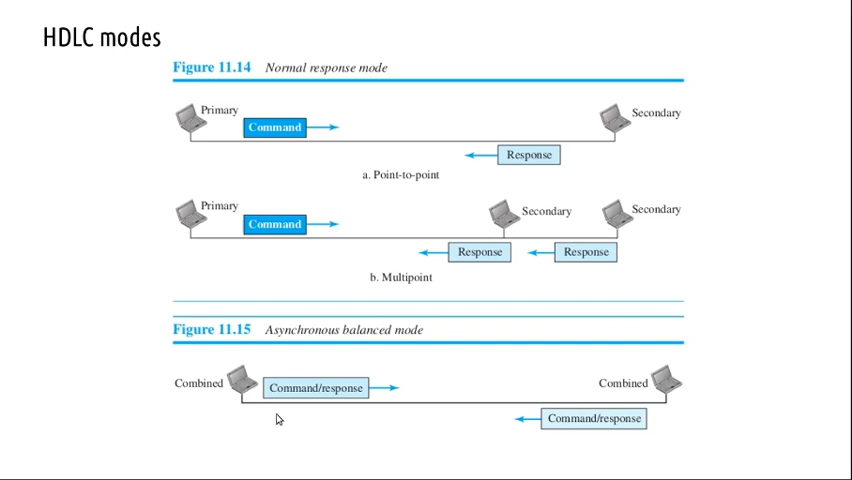 HDLC modes
Figure 11.14 Normal response mode
Primary
Secondary
Command
Response
a. Point-to-point
Primary
Secondary
Secondary
Command
Response
Response
b. Multipoint
Figure 11.15 Asynchronous balanced mode
Combined
Command/response
Combined
Command/response